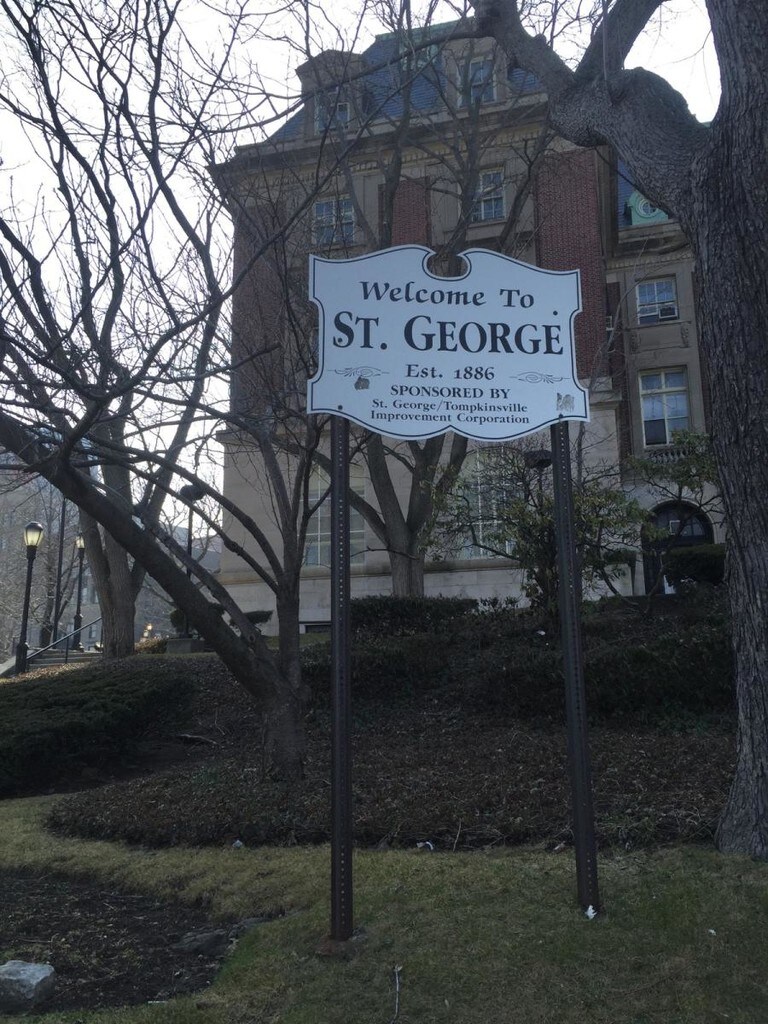 Welcome To
ST. GEORGE
Est. 1886
SPONSORED BY
St. George/Tompkinsville
Improvement Corporation